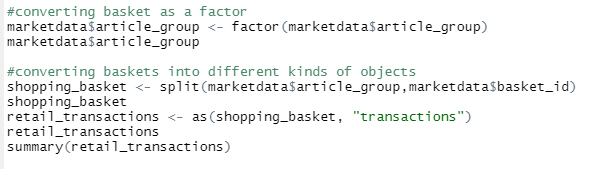 #converting basket as a factor
marketdata$article_group <- factor(marketdata$article_group)
marketdata$article_group
#converting baskets into different kinds of objects
shopping_basket <- split(marketdata$article_group,marketdata$basket_id)
shopping_basket
retail_transactions <- as(shopping_basket, "transactions")
retail_transactions
summary(retail_transactions)